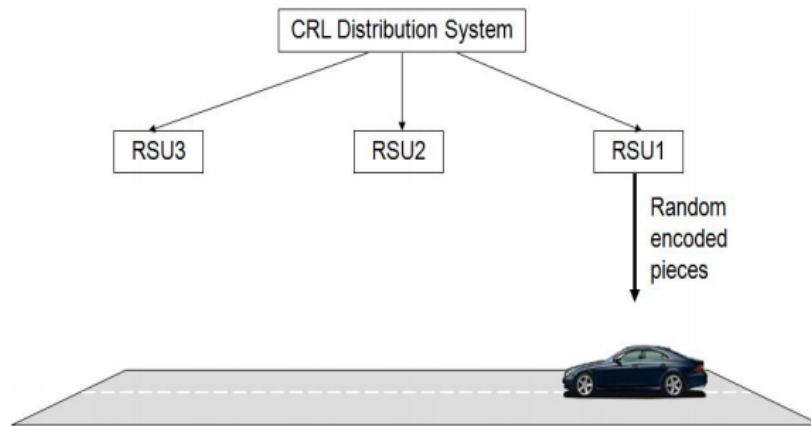 CRL Distribution System
RSU3
RSU2
RSU1
Random
encoded
pieces